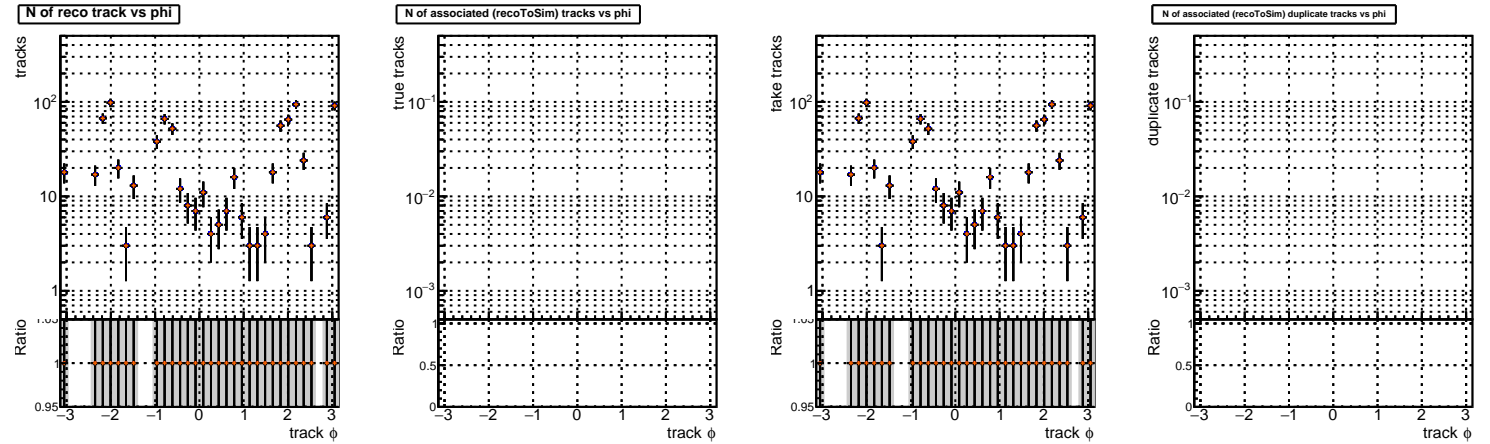 N of reco track vs phi
tracks
10²
10
1
Ratio
1.05
1
0.95
−3 −2 −1 0 1 2 3
track ϕ
N of associated (recoToSim) tracks vs phi
true tracks
10⁻¹
10⁻²
10⁻³
Ratio
1
0.5
0
−3 −2 −1 0 1 2 3
track ϕ
fake tracks
10²
10
1
Ratio
1.05
1
0.95
−3 −2 −1 0 1 2 3
track ϕ
N of associated (recoToSim) duplicate tracks vs phi
duplicate tracks
10⁻¹
10⁻²
10⁻³
Ratio
1
0.5
0
−3 −2 −1 0 1 2 3
track ϕ